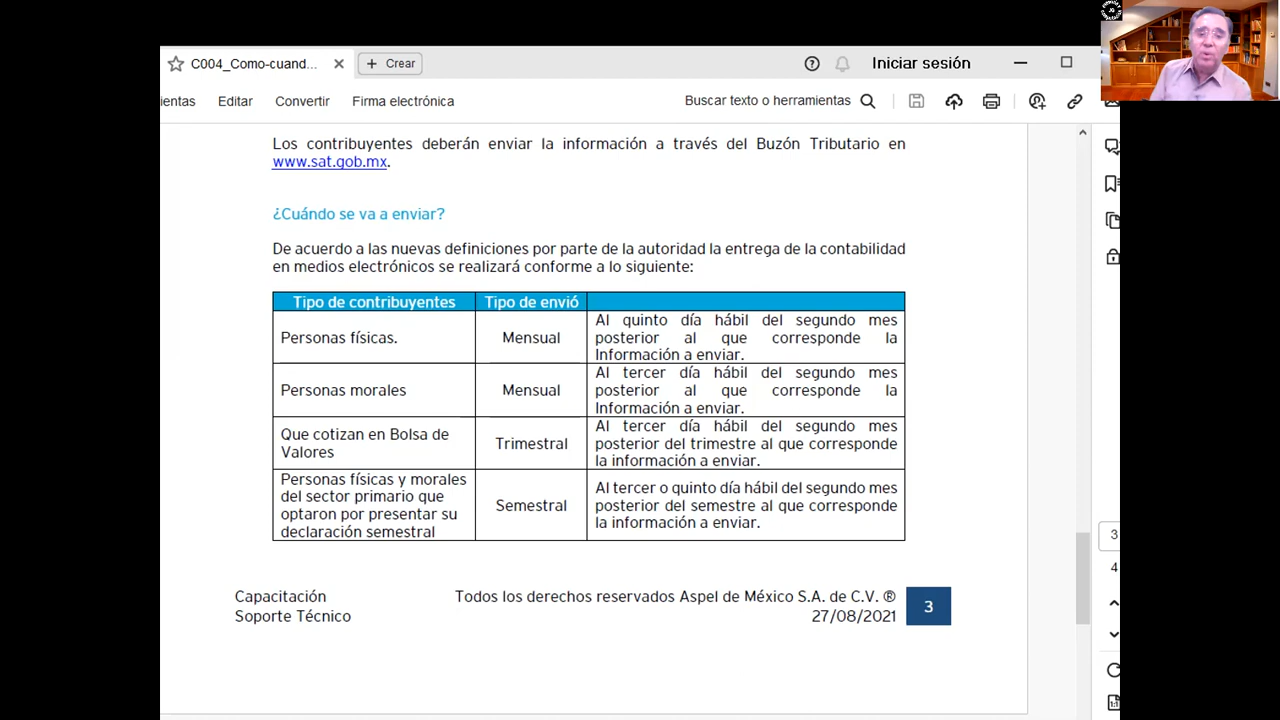 C004_Como-cuand...
Crear
Iniciar sesión
ientas
Editar
Convertir
Firma electrónica
Buscar texto o herramientas
Los contribuyentes deberán enviar la información a través del Buzón Tributario en
www.sat.gob.mx.
¿Cuándo se va a enviar?
De acuerdo a las nuevas definiciones por parte de la autoridad la entrega de la contabilidad
en medios electrónicos se realizará conforme a lo siguiente:
Tipo de contribuyentes
Tipo de envió
Personas físicas.
Mensual
Al quinto día hábil del segundo mes
posterior al que corresponde la
Información a enviar.
Personas morales
Mensual
Al tercer día hábil del segundo mes
posterior al que corresponde la
Información a enviar.
Que cotizan en Bolsa de
Valores
Trimestral
Al tercer día hábil del segundo mes
posterior del trimestre al que corresponde
la información a enviar.
Personas físicas y morales
del sector primario que
optaron por presentar su
declaración semestral
Semestral
Al tercer o quinto día hábil del segundo mes
posterior del semestre al que corresponde
la información a enviar.
Capacitación
Soporte Técnico
Todos los derechos reservados Aspel de México S.A. de C.V. ®
27/08/2021
3
3
4
1:1